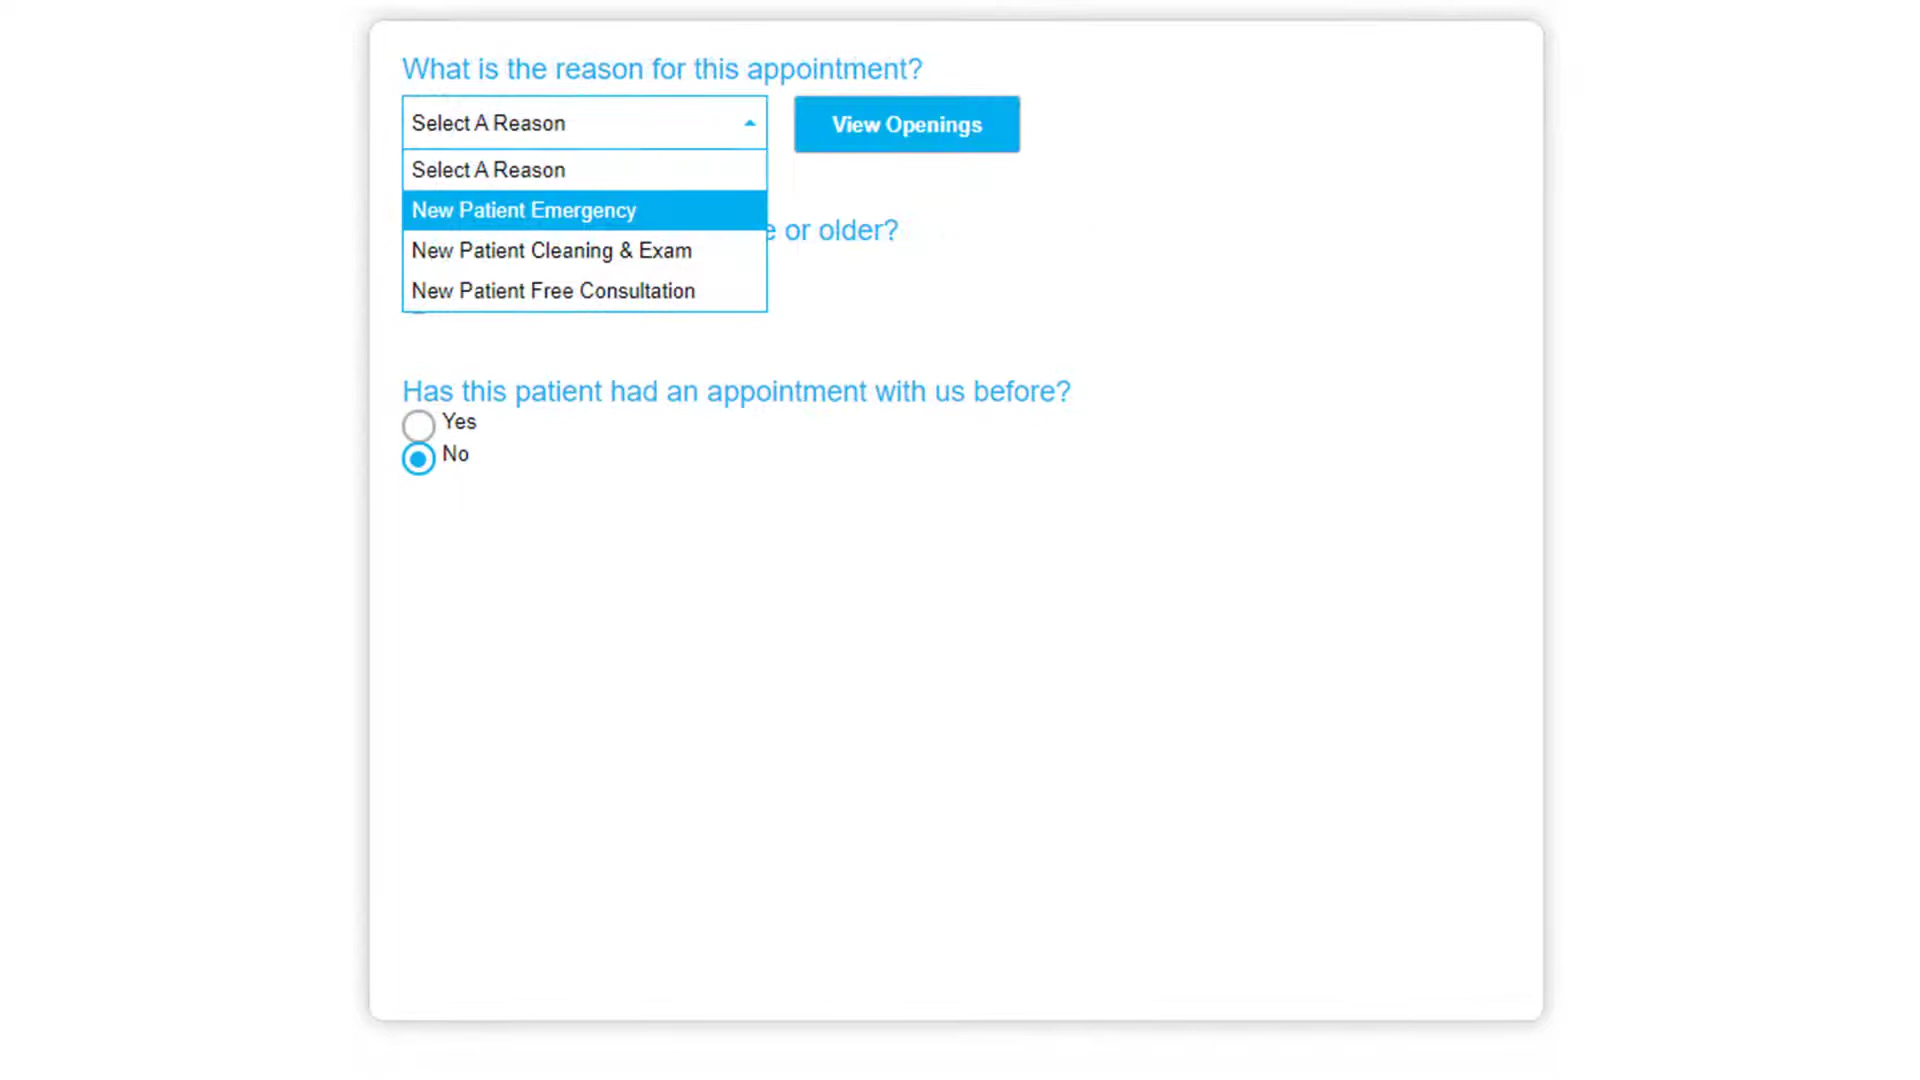 What is the reason for this appointment?
Select A Reason
View Openings
Select A Reason
New Patient Emergency
or older?
New Patient Cleaning & Exam
New Patient Free Consultation
Has this patient had an appointment with us before?
Yes
No